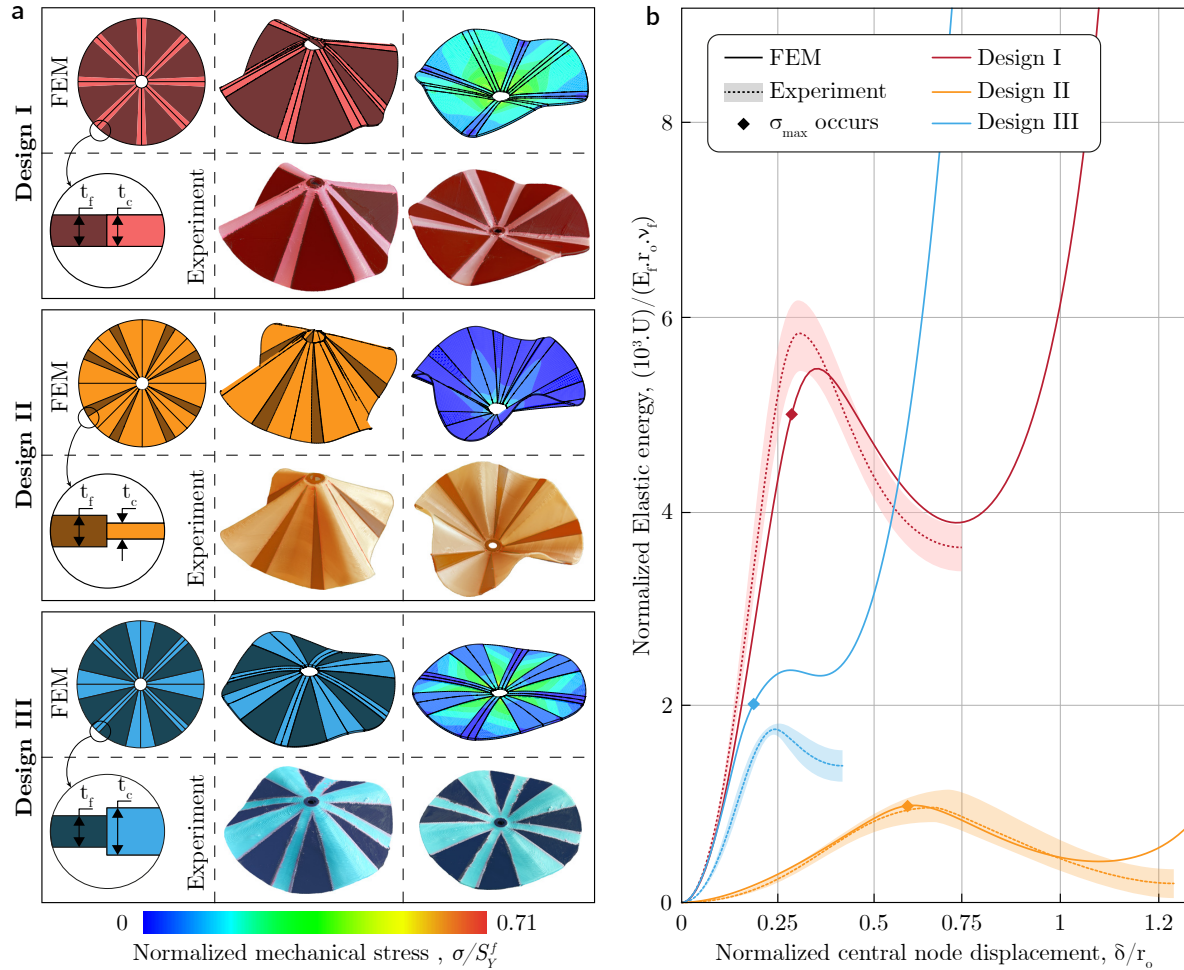 a
Design I
FEM
Experiment
t_f
t_c
Design II
FEM
Experiment
t_f
t_c
Design III
FEM
Experiment
t_f
t_c
0
0.71
Normalized mechanical stress , σ/S_Y^f
b
FEM
Experiment
σ_max occurs
Design I
Design II
Design III
Normalized Elastic energy, (10³.U)/(E_f.r_o.ν_f)
8
6
4
2
0
0
0.25
0.5
0.75
1
1.2
Normalized central node displacement, δ/r_o